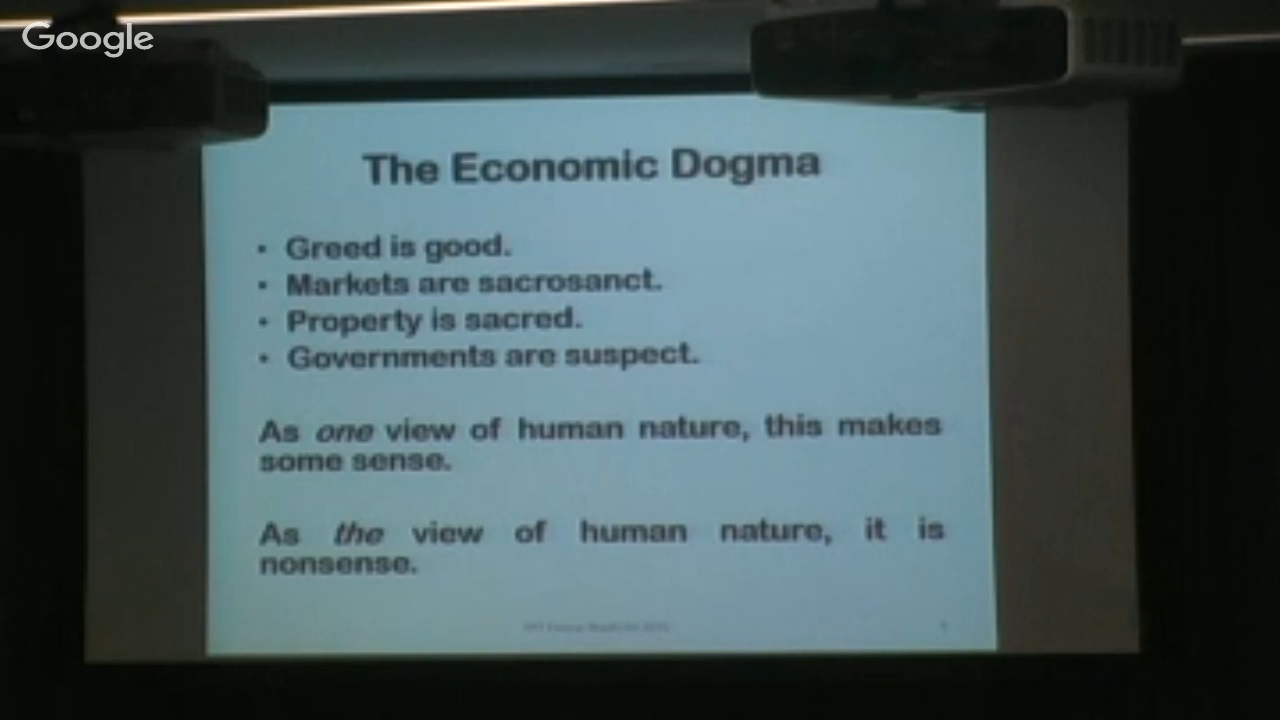 Google
The Economic Dogma
• Greed is good.
• Markets are sacrosanct.
• Property is sacred.
• Governments are suspect.
As one view of human nature, this makes
some sense.
As the view of human nature, it is
nonsense.